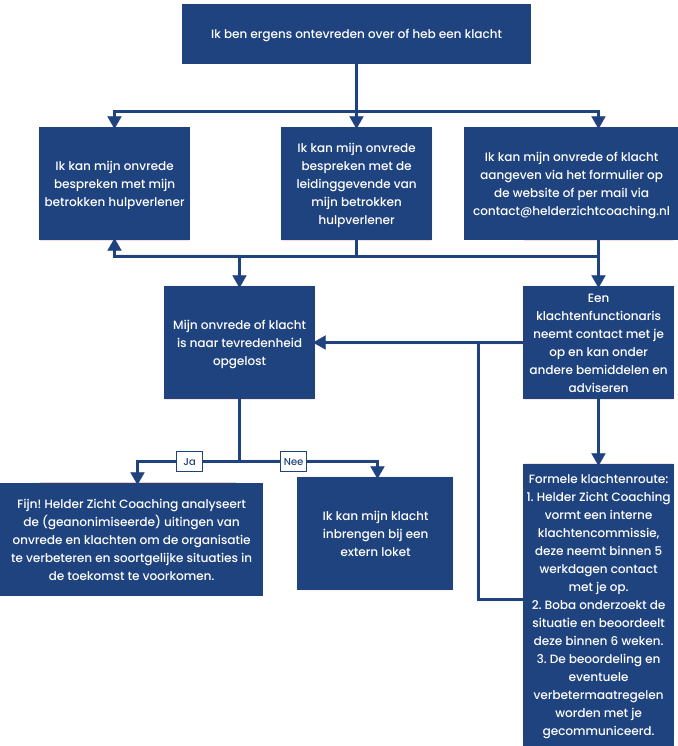 Ik ben ergens ontevreden over of heb een klacht
Ik kan mijn onvrede
bespreken met mijn
betrokken hulpverlener
Ik kan mijn onvrede
bespreken met de
leidinggevende van
mijn betrokken
hulpverlener
Ik kan mijn onvrede of klacht
aangeven via het formulier op
de website of per mail via
contact@helderzichtcoaching.nl
Mijn onvrede of klacht
is naar tevredenheid
opgelost
Een
klachtenfunctionaris
neemt contact met je
op en kan onder
andere bemiddelen en
adviseren
Ja
Nee
Fijn! Helder Zicht Coaching analyseert
de (geanonimiseerde) uitingen van
onvrede en klachten om de organisatie
te verbeteren en soortgelijke situaties in
de toekomst te voorkomen.
Ik kan mijn klacht
inbrengen bij een
extern loket
Formele klachtenroute:
1. Helder Zicht Coaching
vormt een interne
klachtencommissie,
deze neemt binnen 5
werkdagen contact
met je op.
2. Boba onderzoekt de
situatie en beoordeelt
deze binnen 6 weken.
3. De beoordeling en
eventuele
verbetermaatregelen
worden met je
gecommuniceerd.